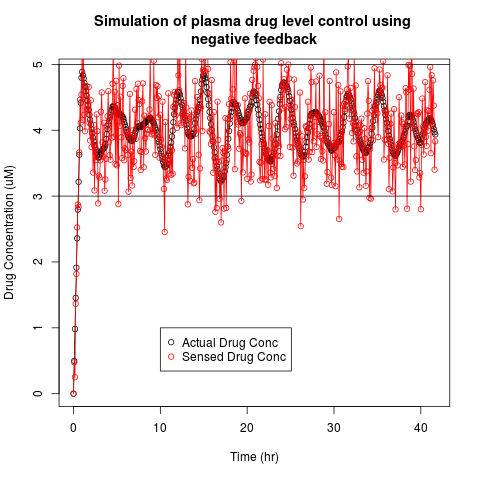 Simulation of plasma drug level control using
negative feedback
Drug Concentration (uM)
5
4
3
2
1
0
Actual Drug Conc
Sensed Drug Conc
0 10 20 30 40
Time (hr)